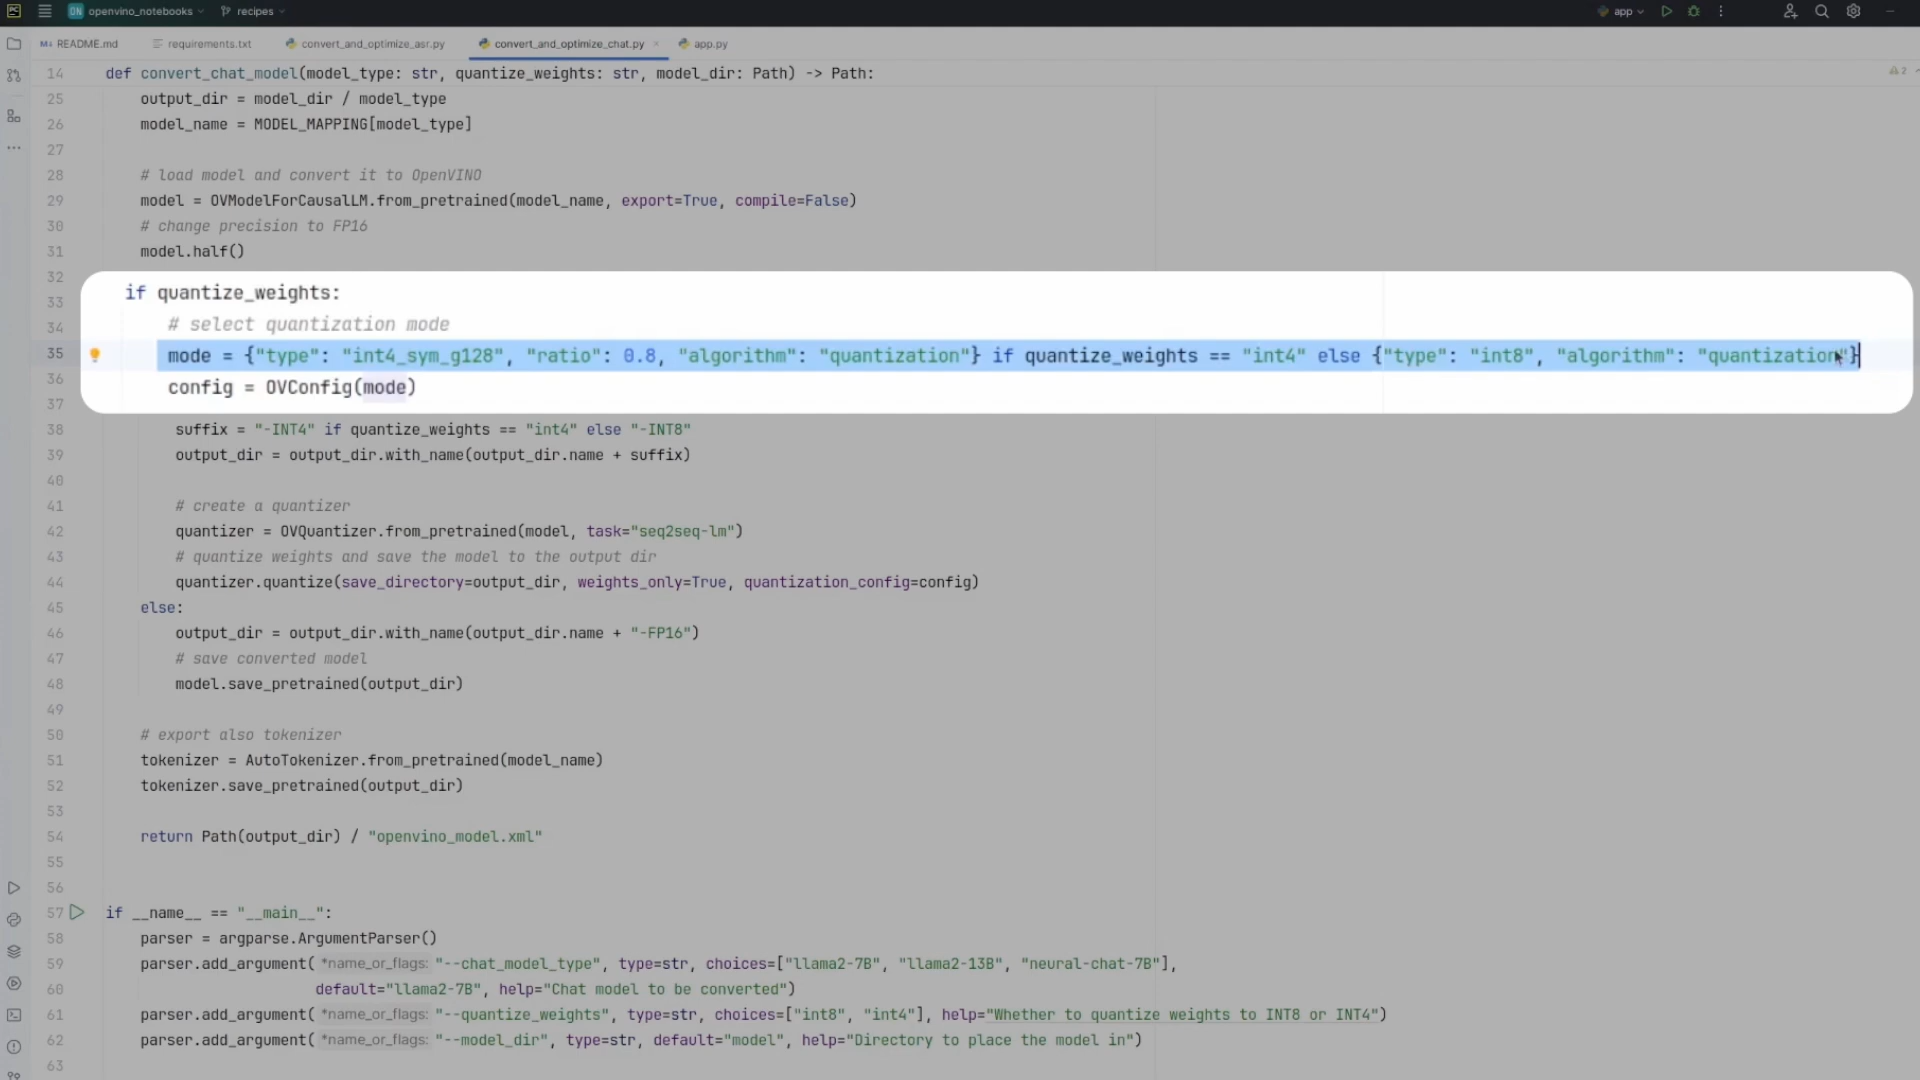 PC ON openvino_notebooks recipes app
README.md requirements.txt convert_and_optimize_asr.py convert_and_optimize_chat.py app.py
14 def convert_chat_model(model_type: str, quantize_weights: str, model_dir: Path) -> Path: 2
25 output_dir = model_dir / model_type
26 model_name = MODEL_MAPPING[model_type]
27
28 # load model and convert it to OpenVINO
29 model = OVModelForCausalLM.from_pretrained(model_name, export=True, compile=False)
30 # change precision to FP16
31 model.half()
32
33 if quantize_weights:
34 # select quantization mode
35 mode = {"type": "int4_sym_g128", "ratio": 0.8, "algorithm": "quantization"} if quantize_weights == "int4" else {"type": "int8", "algorithm": "quantization"}
36 config = OVConfig(mode)
37
38 suffix = "-INT4" if quantize_weights == "int4" else "-INT8"
39 output_dir = output_dir.with_name(output_dir.name + suffix)
40
41 # create a quantizer
42 quantizer = OVQuantizer.from_pretrained(model, task="seq2seq-lm")
43 # quantize weights and save the model to the output dir
44 quantizer.quantize(save_directory=output_dir, weights_only=True, quantization_config=config)
45 else:
46 output_dir = output_dir.with_name(output_dir.name + "-FP16")
47 # save converted model
48 model.save_pretrained(output_dir)
49
50 # export also tokenizer
51 tokenizer = AutoTokenizer.from_pretrained(model_name)
52 tokenizer.save_pretrained(output_dir)
53
54 return Path(output_dir) / "openvino_model.xml"
55
56
57 if __name__ == "__main__":
58 parser = argparse.ArgumentParser()
59 parser.add_argument( *name_or_flags: "--chat_model_type", type=str, choices=["llama2-7B", "llama2-13B", "neural-chat-7B"],
60 default="llama2-7B", help="Chat model to be converted")
61 parser.add_argument( *name_or_flags: "--quantize_weights", type=str, choices=["int8", "int4"], help="Whether to quantize weights to INT8 or INT4")
62 parser.add_argument( *name_or_flags: "--model_dir", type=str, default="model", help="Directory to place the model in")
63